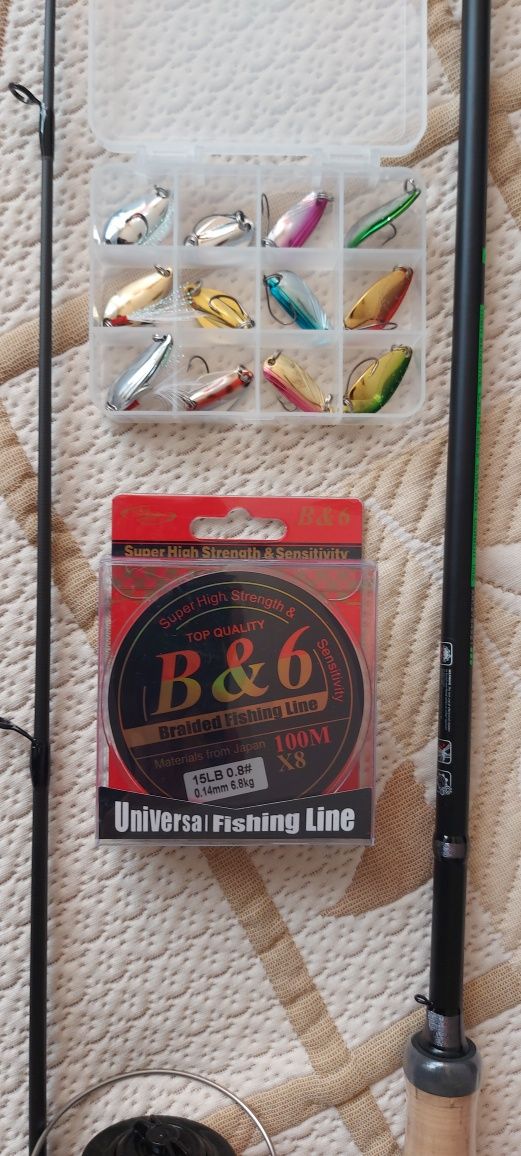 B&6
Super High Strength & Sensitivity
Super High Strength &
Sensitivity
TOP QUALITY
B&6
Braided Fishing Line
Materials from Japan
100M
X8
15LB 0.8#
0.14mm 6.8kg
Universal Fishing Line